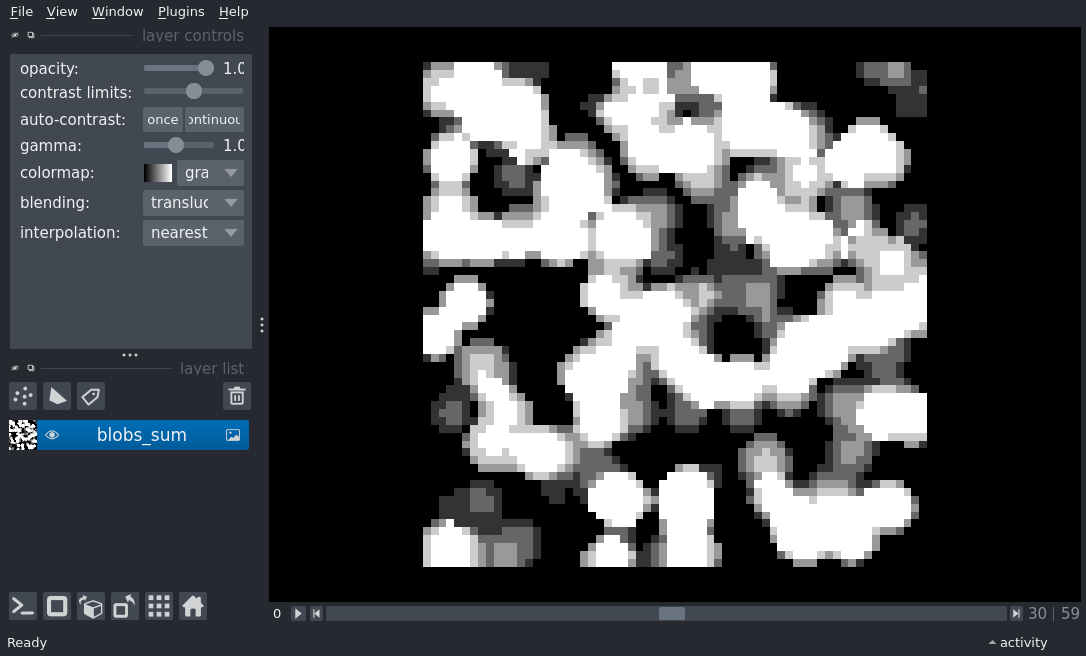 File View Window Plugins Help
layer controls
opacity: 1.0
contrast limits:
auto-contrast: once ontinuou
gamma: 1.0
colormap: gra
blending: transluc
interpolation: nearest
layer list
blobs_sum
0 30 59
Ready activity